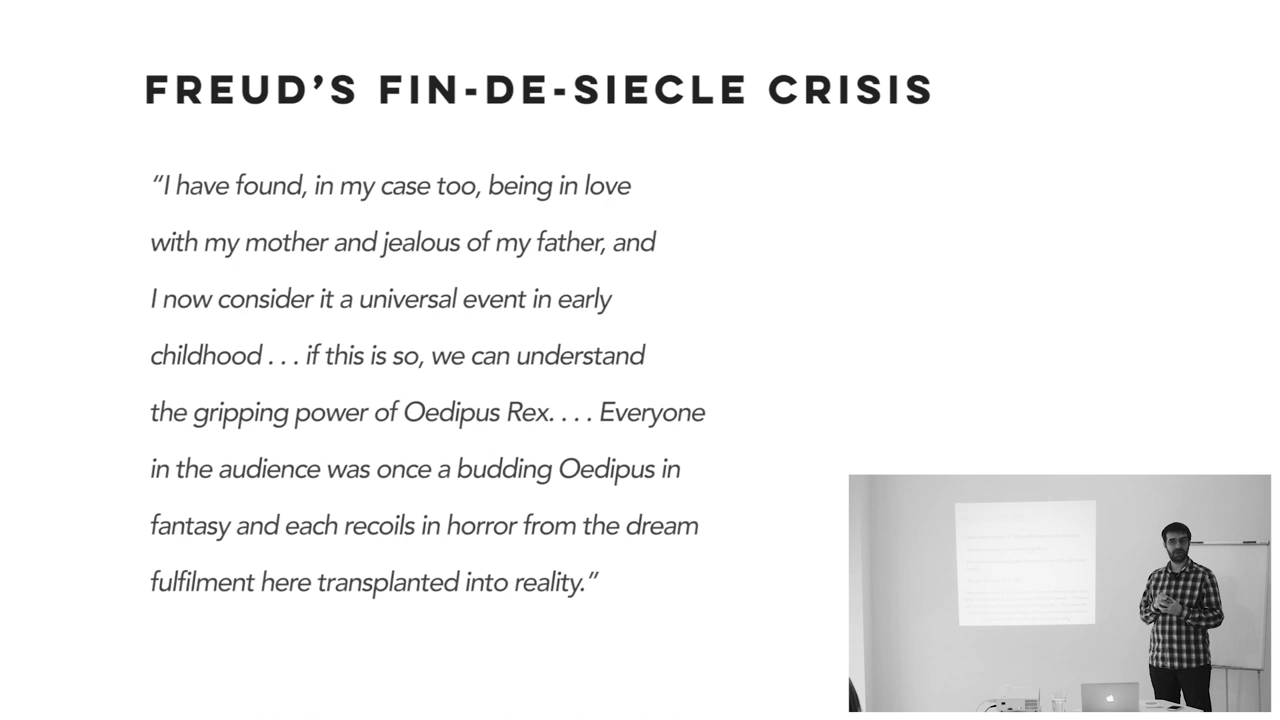 FREUD'S FIN-DE-SIECLE CRISIS
“I have found, in my case too, being in love
with my mother and jealous of my father, and
I now consider it a universal event in early
childhood . . . if this is so, we can understand
the gripping power of Oedipus Rex. . . . Everyone
in the audience was once a budding Oedipus in
fantasy and each recoils in horror from the dream
fulfilment here transplanted into reality.”